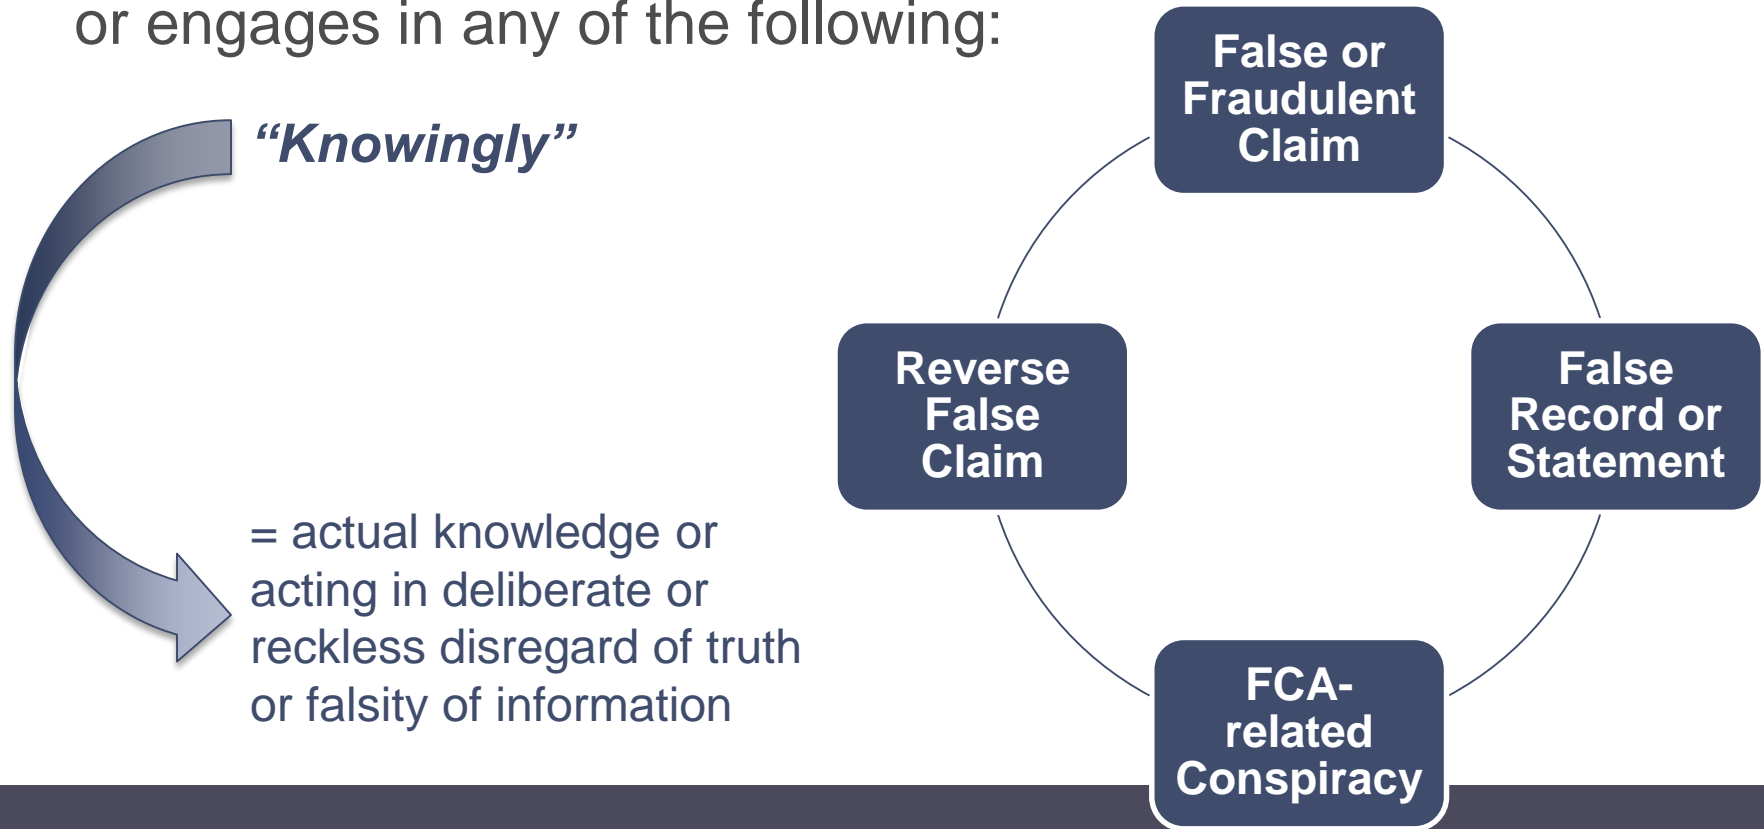 or engages in any of the following:
“Knowingly”
= actual knowledge or
acting in deliberate or
reckless disregard of truth
or falsity of information
False or
Fraudulent
Claim
False
Record or
Statement
FCA-
related
Conspiracy
Reverse
False
Claim